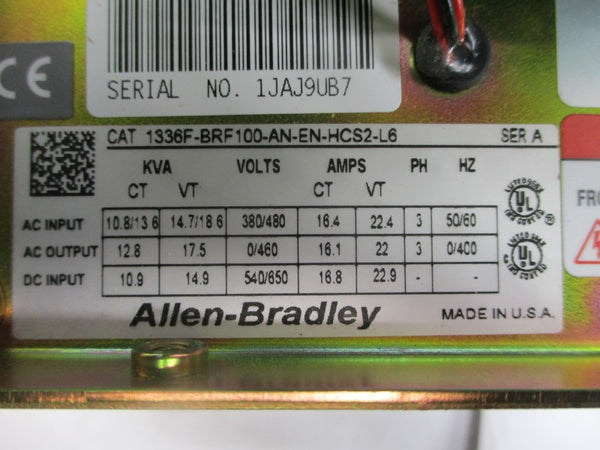 CE
SERIAL NO. 1JAJ9UB7
CAT 1336F-BRF100-AN-EN-HCS2-L6 SER A
KVA VOLTS AMPS PH HZ
CT VT CT VT
AC INPUT 10.8/13.6 14.7/18.6 380/480 16.4 22.4 3 50/60
AC OUTPUT 12.8 17.5 0/460 16.1 22 3 0/400
DC INPUT 10.9 14.9 540/650 16.8 22.9 - -
UL
UL
Allen-Bradley MADE IN U.S.A.
FRO